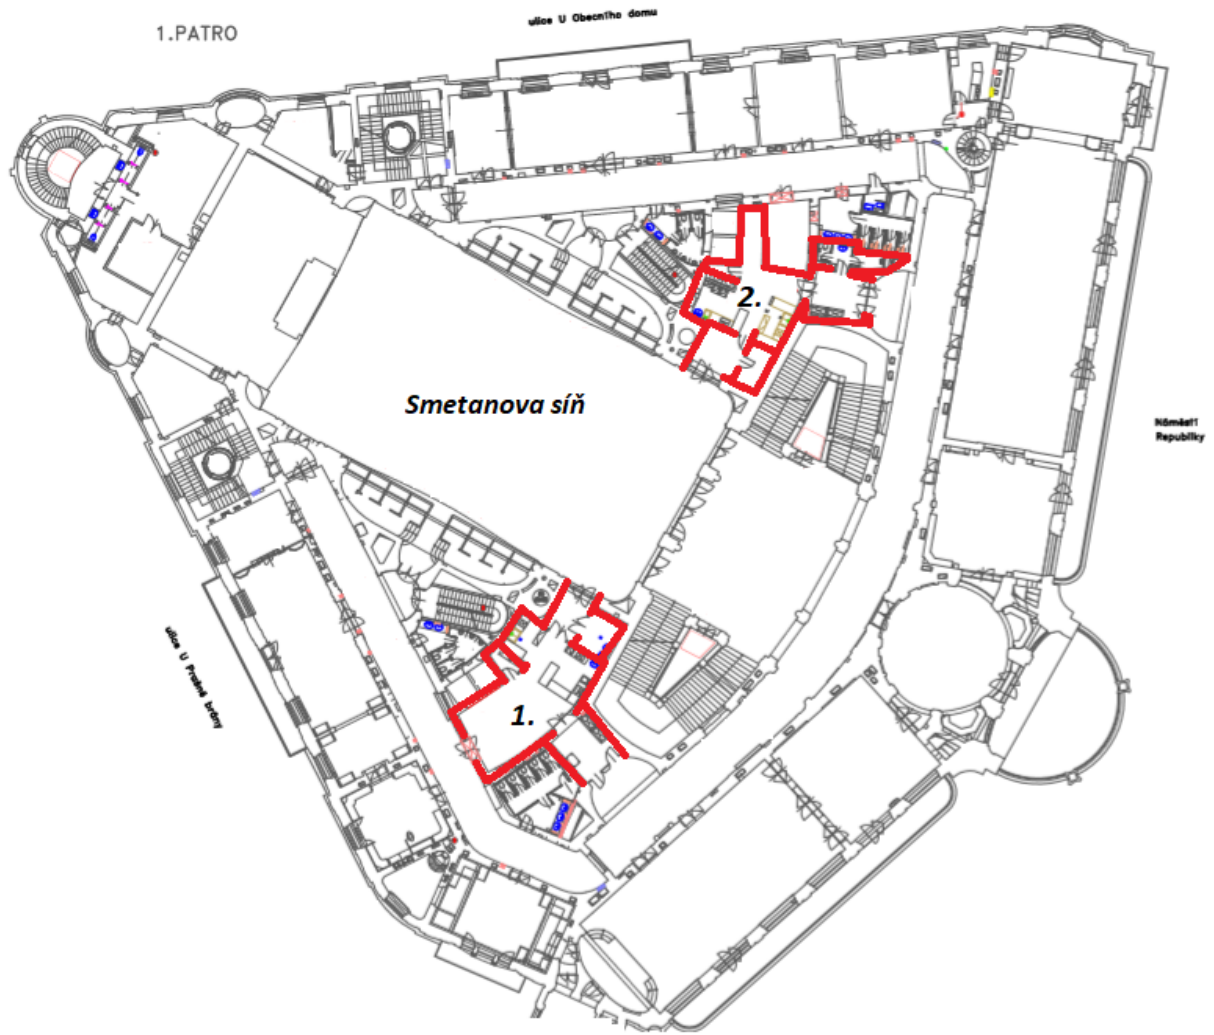 ulice U Obecního domu
1.PATRO
2.
Smetanova síň
Náměstí
Republiky
ulice U Prašné brány
1.